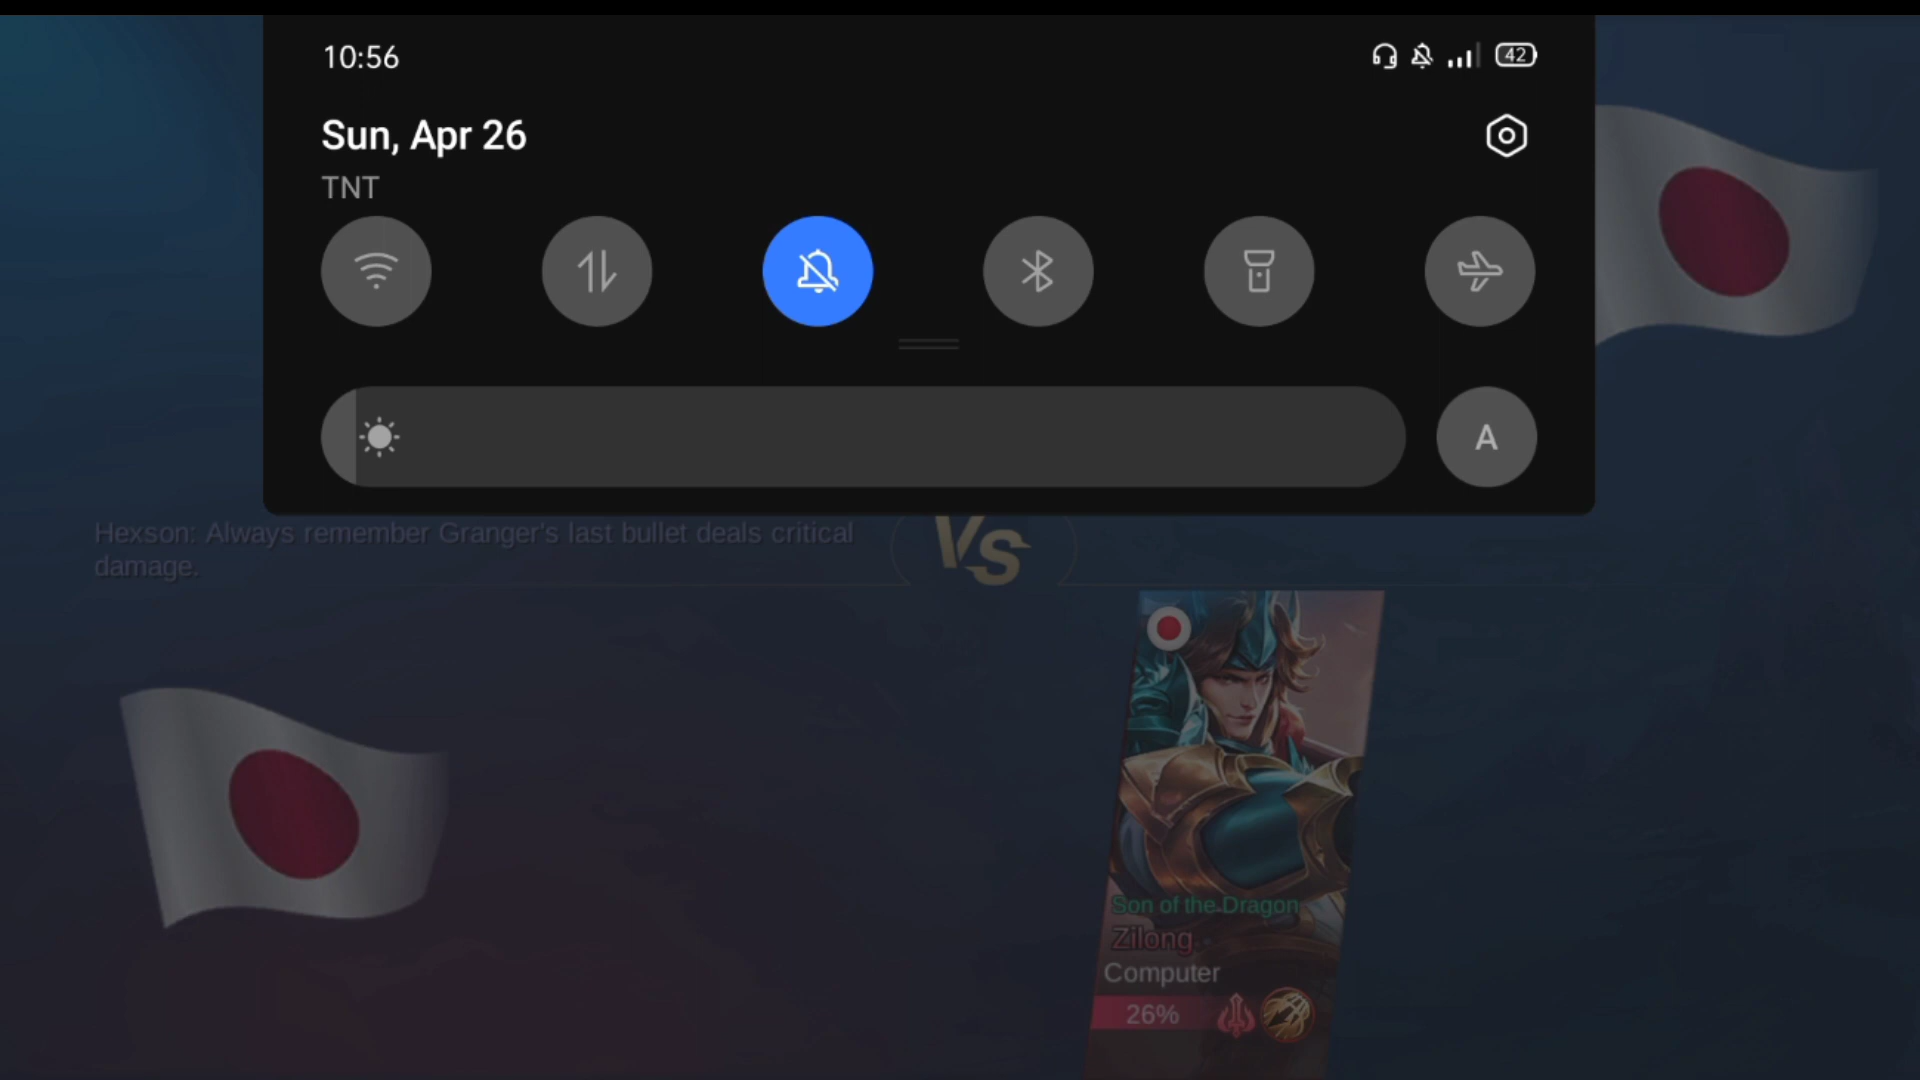 10:56
42
Sun, Apr 26
TNT
A
Hexson: Always remember Granger's last bullet deals critical
damage.
VS
Son of the Dragon
Zilong
Computer
26%